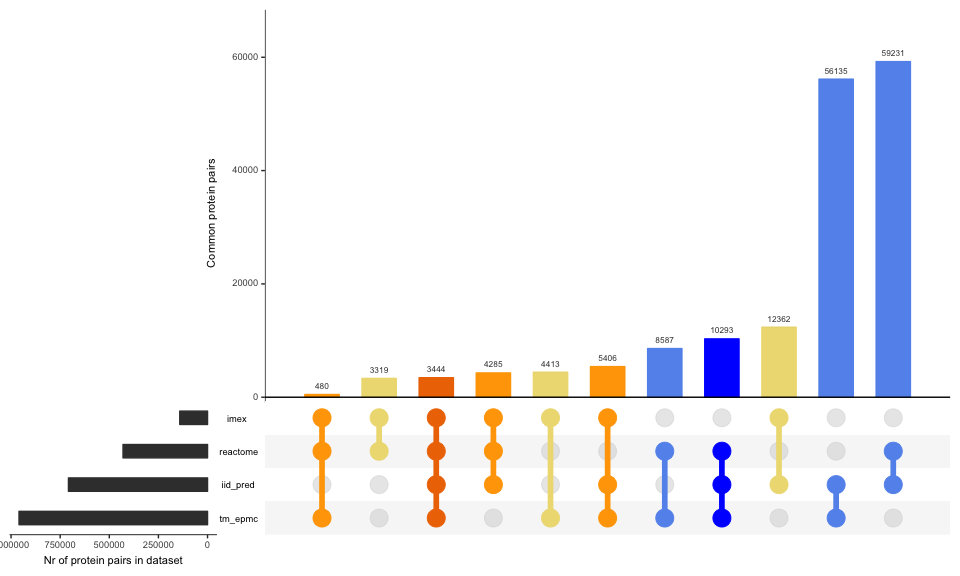 60000
40000
20000
0
Common protein pairs
480
3319
3444
4285
4413
5406
8587
10293
12362
56135
59231
imex
reactome
iid_pred
tm_epmc
000000 750000 500000 250000 0
Nr of protein pairs in dataset